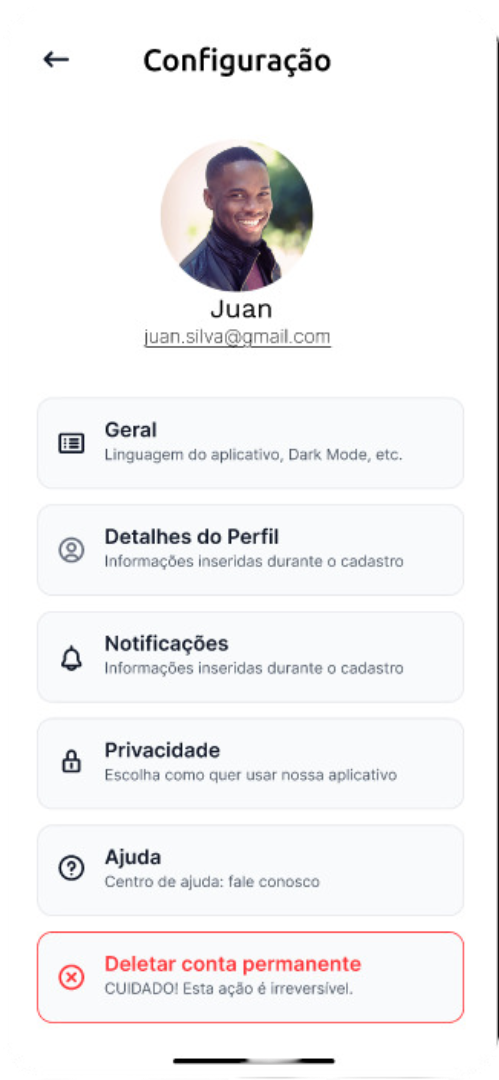 Configuração
Juan
juan.silva@gmail.com
Geral
Linguagem do aplicativo, Dark Mode, etc.
Detalhes do Perfil
Informações inseridas durante o cadastro
Notificações
Informações inseridas durante o cadastro
Privacidade
Escolha como quer usar nossa aplicativo
Ajuda
Centro de ajuda: fale conosco
Deletar conta permanente
CUIDADO! Esta ação é irreversível.